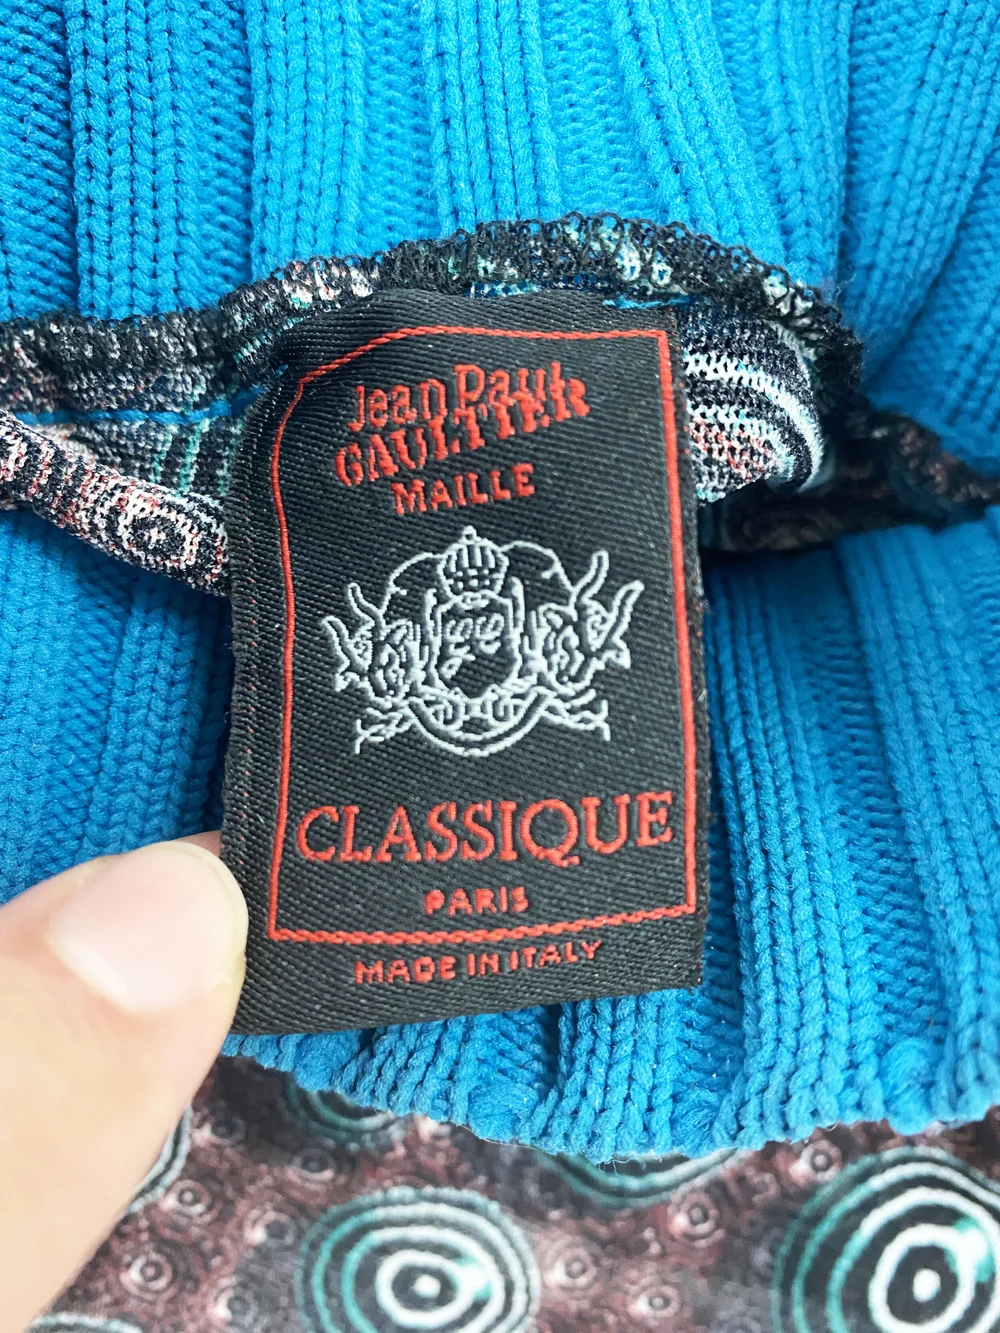 Jean Paul
GAULTIER
MAILLE
CLASSIQUE
PARIS
MADE IN ITALY